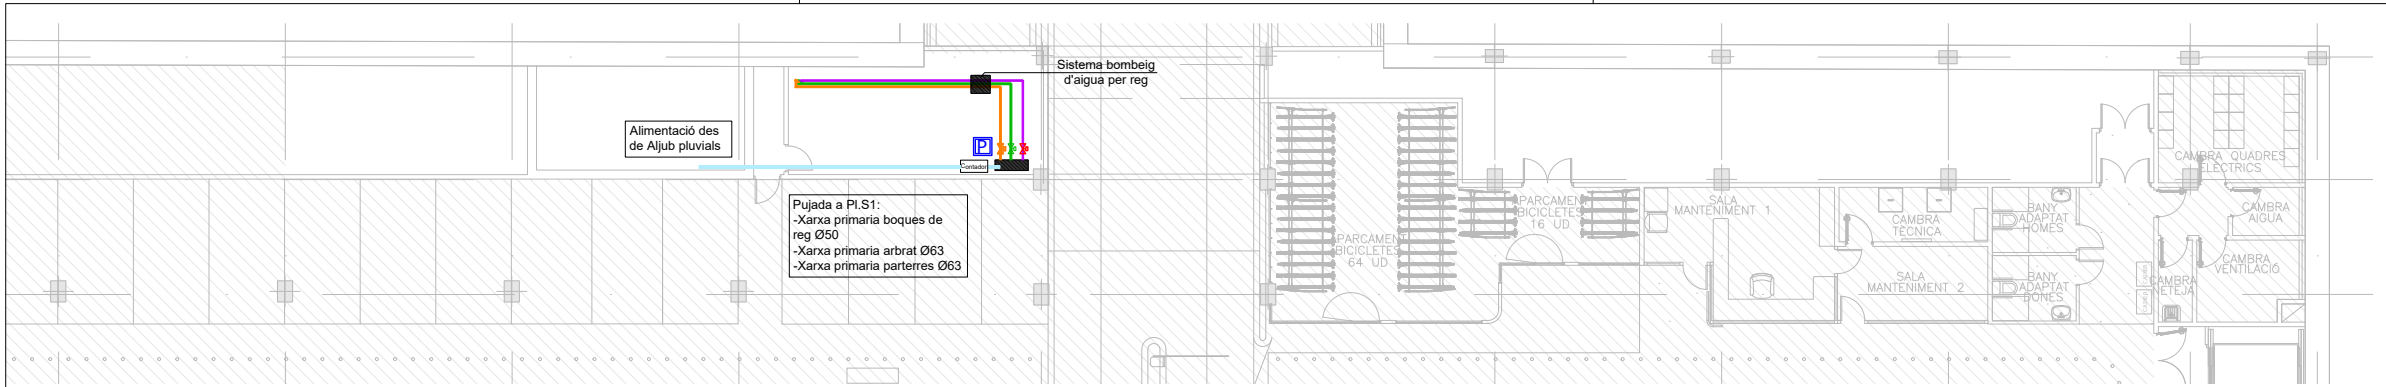 Sistema bombeig
d'aigua per reg
Alimentació des
de Aljub pluvials
P
Contador
Pujada a Pl.S1:
-Xarxa primaria boques de
reg Ø50
-Xarxa primaria arbrat Ø63
-Xarxa primaria parterres Ø63
APARCAMENT
BICICLETES
64 UD
APARCAMENT
BICICLETES
16 UD
SALA
MANTENIMENT 1
CAMBRA
TÈCNICA
SALA
MANTENIMENT 2
BANY
ADAPTAT
HOMES
BANY
ADAPTAT
DONES
CAMBRA QUADRES
ELÈCTRICS
CAMBRA
AIGUA
CAMBRA
VENTILACIÓ
CAMBRA
NETEJA